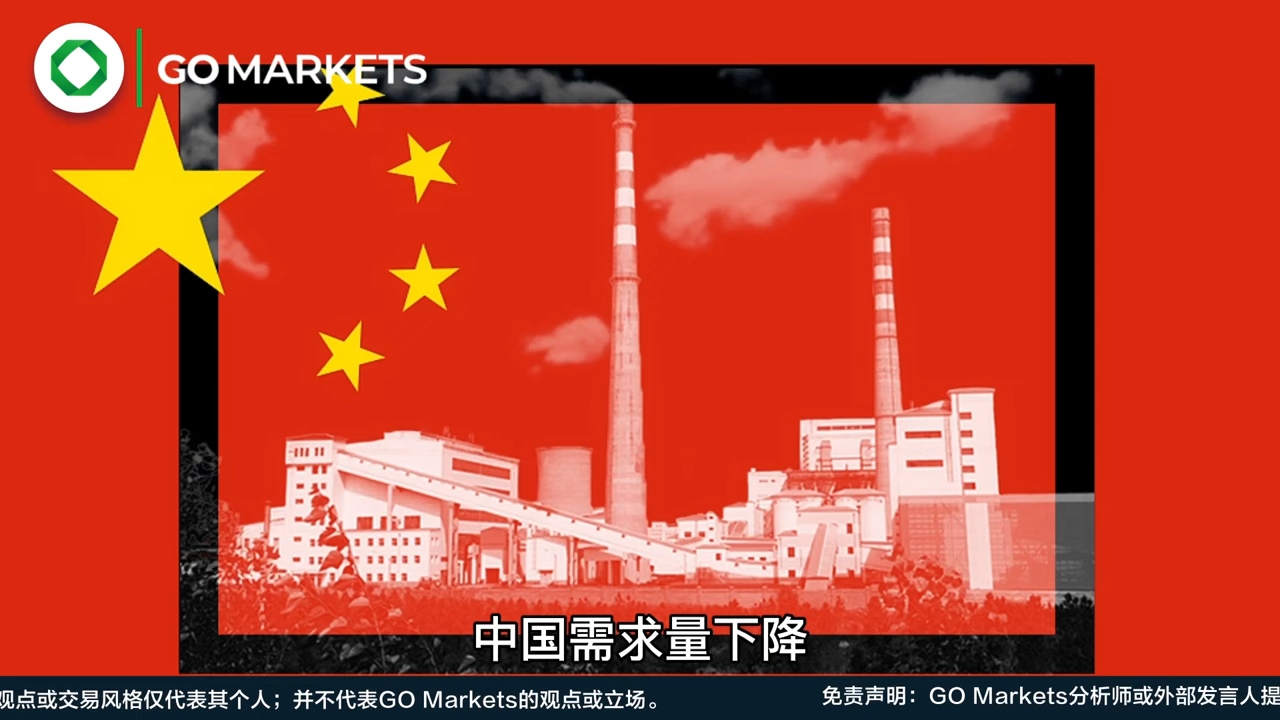 GO MARKETS
中国需求量下降
观点或交易风格仅代表其个人；并不代表GO Markets的观点或立场。
免责声明：GO Markets分析师或外部发言人提